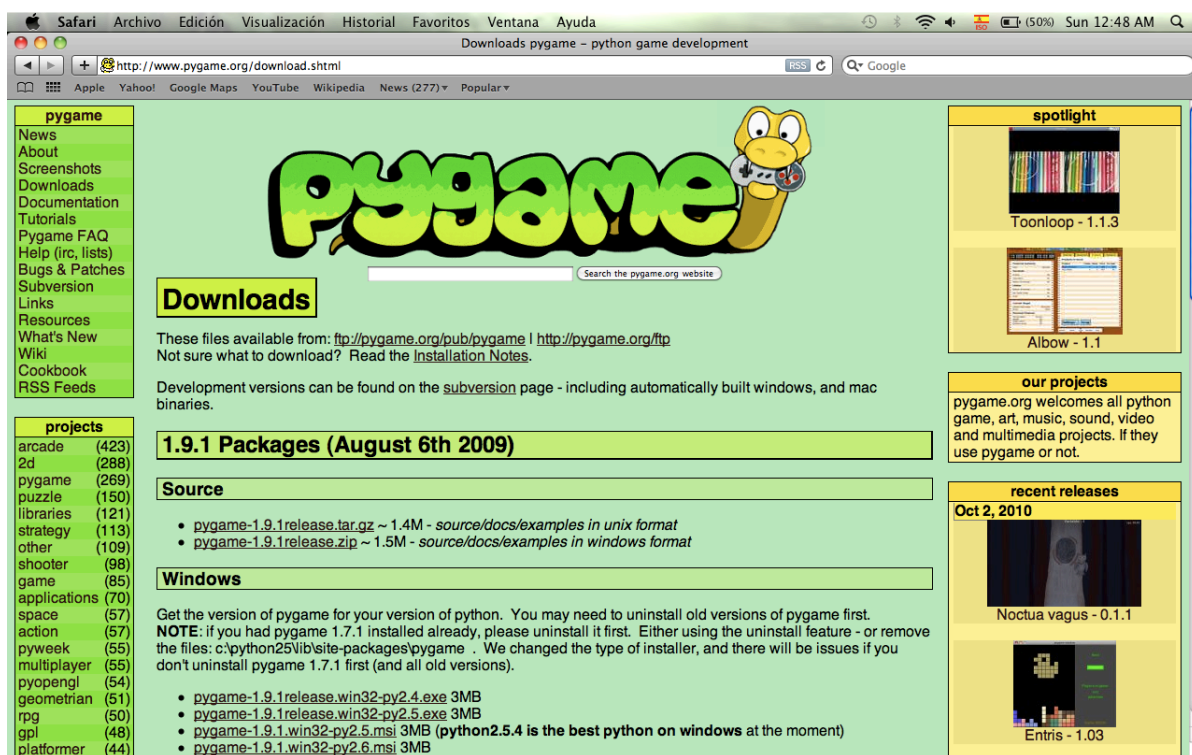 Safari Archivo Edición Visualización Historial Favoritos Ventana Ayuda
ISO (50%) Sun 12:48 AM
Downloads pygame – python game development
http://www.pygame.org/download.shtml RSS Google
Apple Yahoo! Google Maps YouTube Wikipedia News (277) Popular
pygame
News
About
Screenshots
Downloads
Documentation
Tutorials
Pygame FAQ
Help (irc, lists)
Bugs & Patches
Subversion
Links
Resources
What's New
Wiki
Cookbook
RSS Feeds
projects
arcade (423)
2d (288)
pygame (269)
puzzle (150)
libraries (121)
strategy (113)
other (109)
shooter (98)
game (85)
applications (70)
space (57)
action (57)
pyweek (55)
multiplayer (55)
pyopengl (54)
geometrian (51)
rpg (50)
gpl (48)
platformer (44)
pygame
Search the pygame.org website
Downloads
These files available from: ftp://pygame.org/pub/pygame | http://pygame.org/ftp
Not sure what to download? Read the Installation Notes.
Development versions can be found on the subversion page - including automatically built windows, and mac
binaries.
1.9.1 Packages (August 6th 2009)
Source
• pygame-1.9.1release.tar.gz ~ 1.4M - source/docs/examples in unix format
• pygame-1.9.1release.zip ~ 1.5M - source/docs/examples in windows format
Windows
Get the version of pygame for your version of python. You may need to uninstall old versions of pygame first.
NOTE: if you had pygame 1.7.1 installed already, please uninstall it first. Either using the uninstall feature - or remove
the files: c:\python25\lib\site-packages\pygame . We changed the type of installer, and there will be issues if you
don't uninstall pygame 1.7.1 first (and all old versions).
• pygame-1.9.1release.win32-py2.4.exe 3MB
• pygame-1.9.1release.win32-py2.5.exe 3MB
• pygame-1.9.1.win32-py2.5.msi 3MB (python2.5.4 is the best python on windows at the moment)
• pygame-1.9.1.win32-py2.6.msi 3MB
spotlight
Toonloop - 1.1.3
Albow - 1.1
our projects
pygame.org welcomes all python
game, art, music, sound, video
and multimedia projects. If they
use pygame or not.
recent releases
Oct 2, 2010
Noctua vagus - 0.1.1
Entris - 1.03